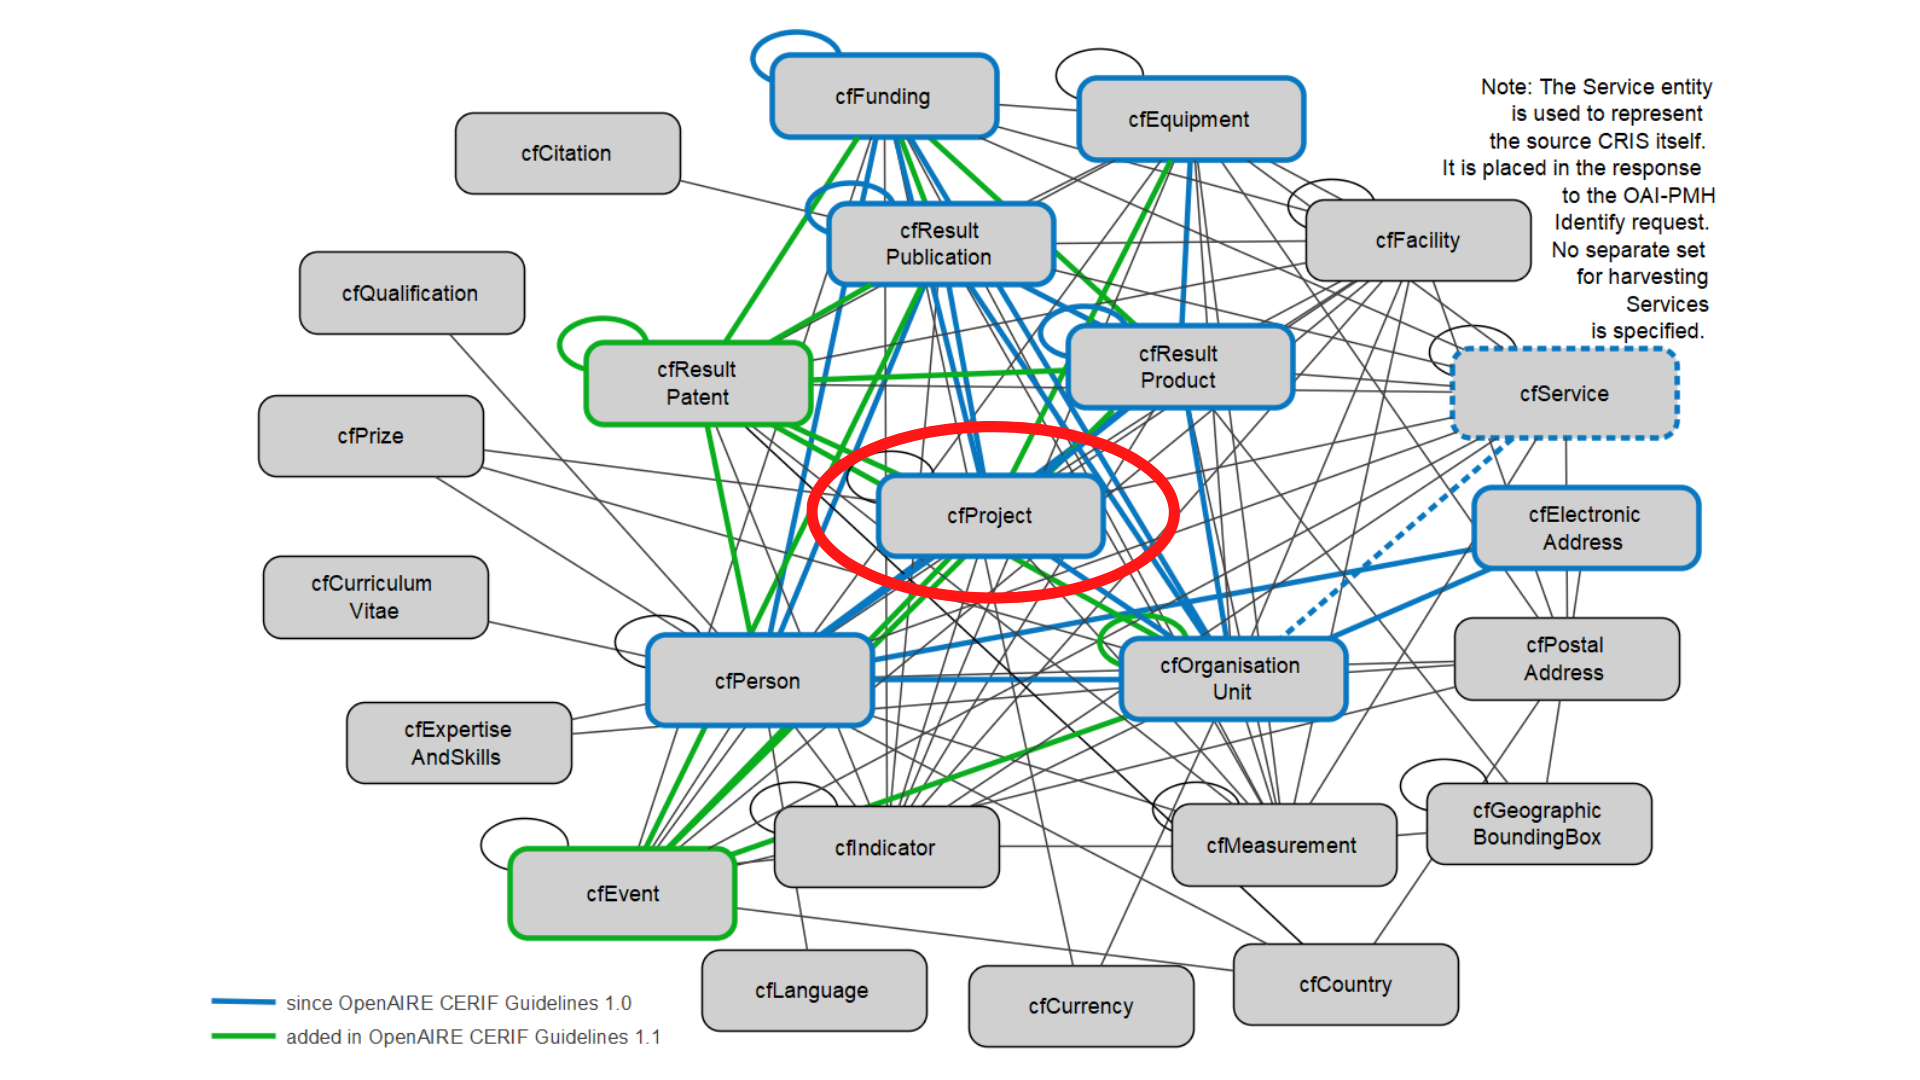 cfFunding
cfEquipment
Note: The Service entity
is used to represent
the source CRIS itself.
It is placed in the response
to the OAI-PMH
Identify request.
No separate set
for harvesting
Services
is specified.
cfCitation
cfResult
Publication
cfFacility
cfQualification
cfResult
Patent
cfResult
Product
cfService
cfPrize
cfProject
cfElectronic
Address
cfCurriculum
Vitae
cfPerson
cfOrganisation
Unit
cfPostal
Address
cfExpertise
AndSkills
cfIndicator
cfMeasurement
cfGeographic
BoundingBox
cfEvent
cfLanguage
cfCurrency
cfCountry
since OpenAIRE CERIF Guidelines 1.0
added in OpenAIRE CERIF Guidelines 1.1